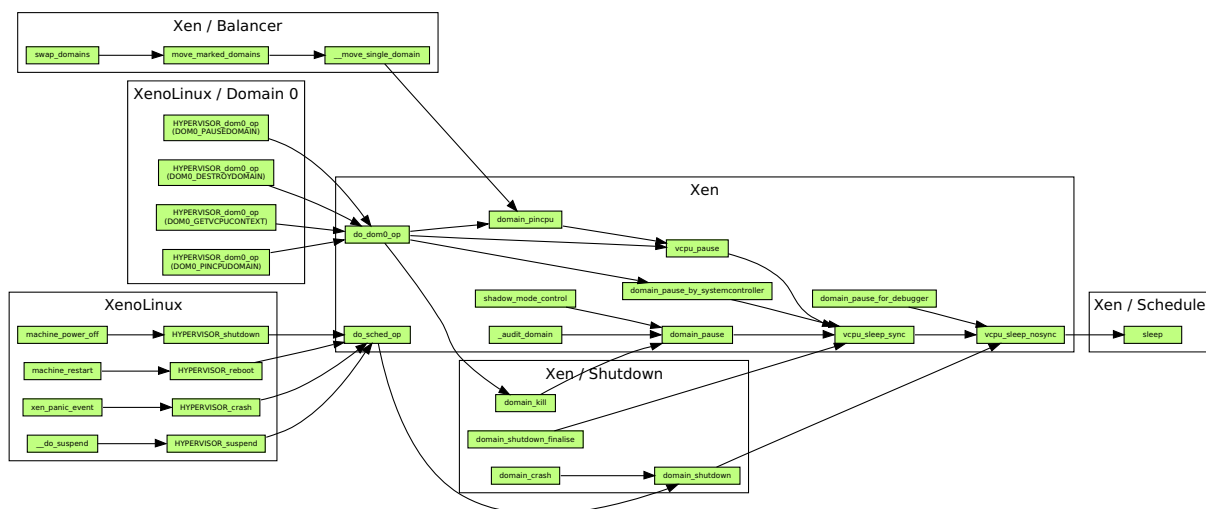 Xen / Balancer
swap_domains
move_marked_domains
__move_single_domain
XenoLinux / Domain 0
HYPERVISOR_dom0_op
(DOM0_PAUSEDOMAIN)
HYPERVISOR_dom0_op
(DOM0_DESTROYDOMAIN)
HYPERVISOR_dom0_op
(DOM0_GETVCPUCONTEXT)
HYPERVISOR_dom0_op
(DOM0_PINCPUDOMAIN)
Xen
domain_pincpu
do_dom0_op
vcpu_pause
domain_pause_by_systemcontroller
shadow_mode_control
domain_pause_for_debugger
do_sched_op
_audit_domain
domain_pause
vcpu_sleep_sync
vcpu_sleep_nosync
Xen / Schedule
sleep
XenoLinux
machine_power_off
HYPERVISOR_shutdown
machine_restart
HYPERVISOR_reboot
xen_panic_event
HYPERVISOR_crash
__do_suspend
HYPERVISOR_suspend
Xen / Shutdown
domain_kill
domain_shutdown_finalise
domain_crash
domain_shutdown